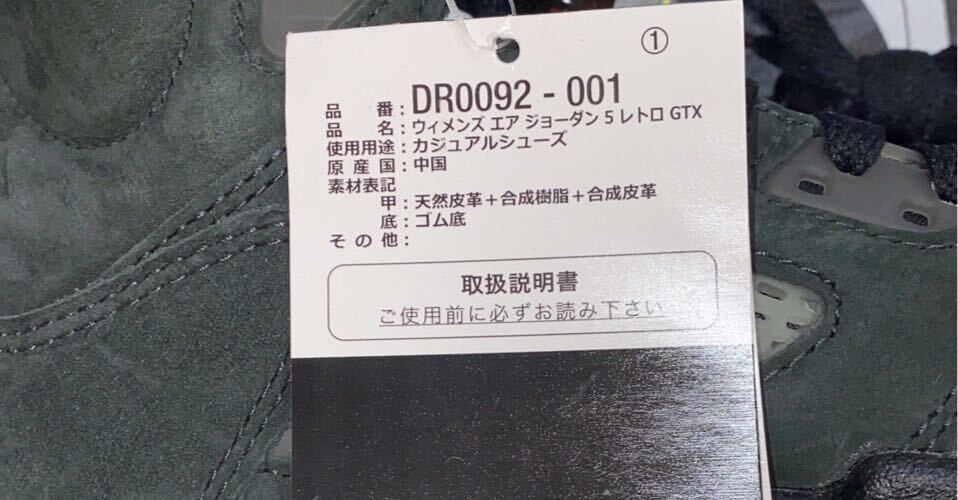 ①
品番：DR0092 - 001
品名：ウィメンズ エア ジョーダン 5 レトロ GTX
使用用途：カジュアルシューズ
原産国：中国
素材表記
甲：天然皮革＋合成樹脂＋合成皮革
底：ゴム底
その他：
取扱説明書
ご使用前に必ずお読み下さい